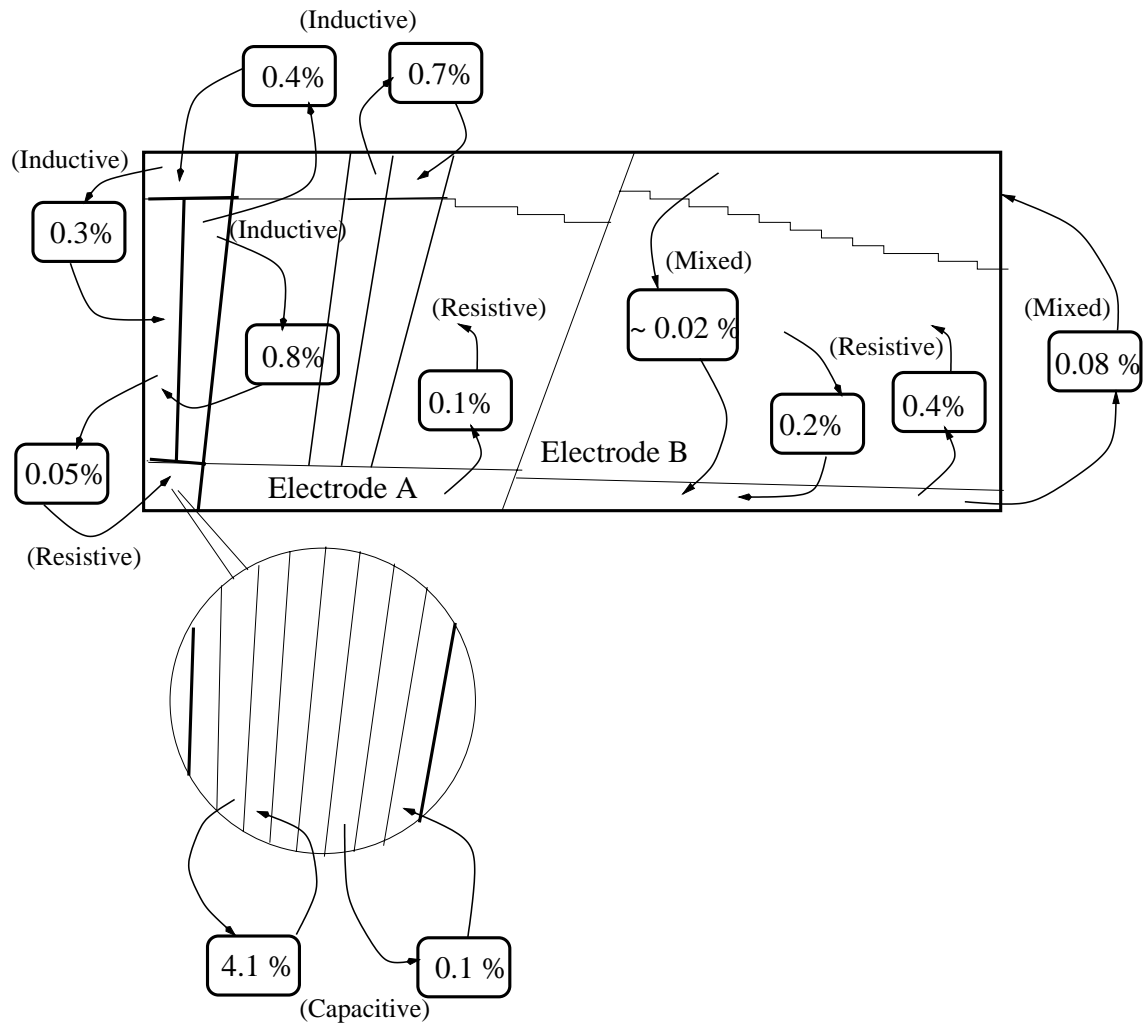 (Inductive)
0.4%
0.7%
(Inductive)
0.3%
(Inductive)
(Mixed)
(Resistive)
~ 0.02 %
(Mixed)
(Resistive)
0.8%
0.08 %
0.1%
0.2%
0.4%
Electrode B
0.05%
Electrode A
(Resistive)
4.1 %
0.1 %
(Capacitive)